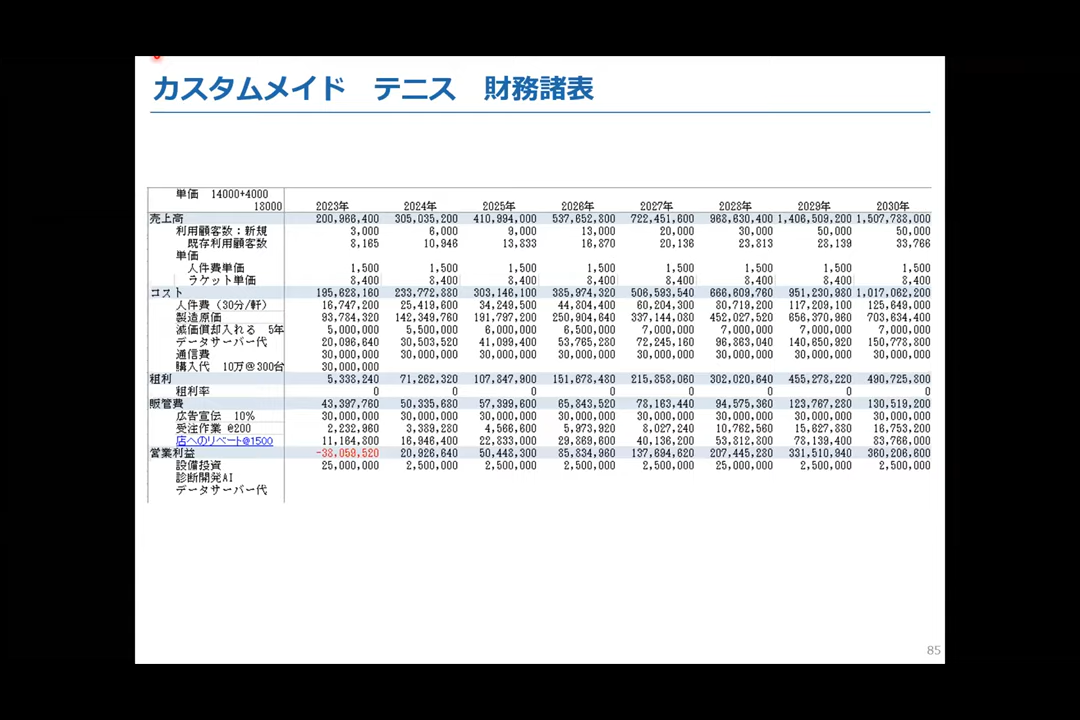 カスタムメイド　テニス　財務諸表
単価　14000+4000
18000 2023年 2024年 2025年 2026年 2027年 2028年 2029年 2030年
売上高 200,966,400 305,035,200 410,994,000 537,652,800 722,451,600 968,630,400 1,406,509,200 1,507,788,000
利用顧客数：新規 3,000 6,000 9,000 13,000 20,000 30,000 50,000 50,000
既存利用顧客数 8,165 10,946 13,833 16,870 20,136 23,813 28,139 33,766
単価
人件費単価 1,500 1,500 1,500 1,500 1,500 1,500 1,500 1,500
ラケット単価 8,400 8,400 8,400 8,400 8,400 8,400 8,400 8,400
コスト 195,628,160 233,772,880 303,146,100 385,974,320 506,593,540 666,609,760 951,230,980 1,017,062,200
人件費（30分/軒） 16,747,200 25,419,600 34,249,500 44,804,400 60,204,300 80,719,200 117,209,100 125,649,000
製造原価 93,784,320 142,349,760 191,797,200 250,904,640 337,144,080 452,027,520 656,370,960 703,634,400
減価償却入れる　5年 5,000,000 5,500,000 6,000,000 6,500,000 7,000,000 7,000,000 7,000,000 7,000,000
データサーバー代 20,096,640 30,503,520 41,099,400 53,765,280 72,245,160 96,863,040 140,650,920 150,778,800
通信費 30,000,000 30,000,000 30,000,000 30,000,000 30,000,000 30,000,000 30,000,000 30,000,000
購入代　10万@300台 30,000,000
粗利 5,338,240 71,262,320 107,847,900 151,678,480 215,858,060 302,020,640 455,278,220 490,725,800
粗利率 0 0 0 0 0 0 0 0
販管費 43,397,760 50,335,680 57,399,600 65,843,520 78,163,440 94,575,360 123,767,280 130,519,200
広告宣伝　10% 30,000,000 30,000,000 30,000,000 30,000,000 30,000,000 30,000,000 30,000,000 30,000,000
受注作業 @200 2,232,960 3,389,280 4,566,600 5,973,920 8,027,240 10,762,560 15,627,880 16,753,200
店へのリベート@1500 11,164,800 16,946,400 22,833,000 29,869,600 40,136,200 53,812,800 78,139,400 83,766,000
営業利益 -38,059,520 20,926,640 50,448,300 85,834,960 137,694,620 207,445,280 331,510,940 360,206,600
設備投資 25,000,000 2,500,000 2,500,000 2,500,000 2,500,000 25,000,000 2,500,000 2,500,000
診断開発AI
データサーバー代
85